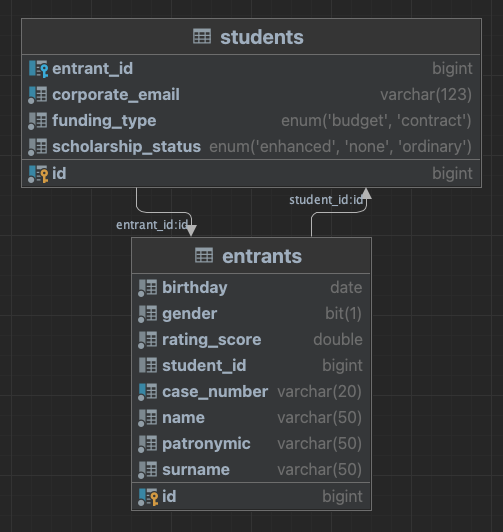 students
entrant_id bigint
corporate_email varchar(123)
funding_type enum('budget', 'contract')
scholarship_status enum('enhanced', 'none', 'ordinary')
id bigint
student_id:id
entrant_id:id
entrants
birthday date
gender bit(1)
rating_score double
student_id bigint
case_number varchar(20)
name varchar(50)
patronymic varchar(50)
surname varchar(50)
id bigint